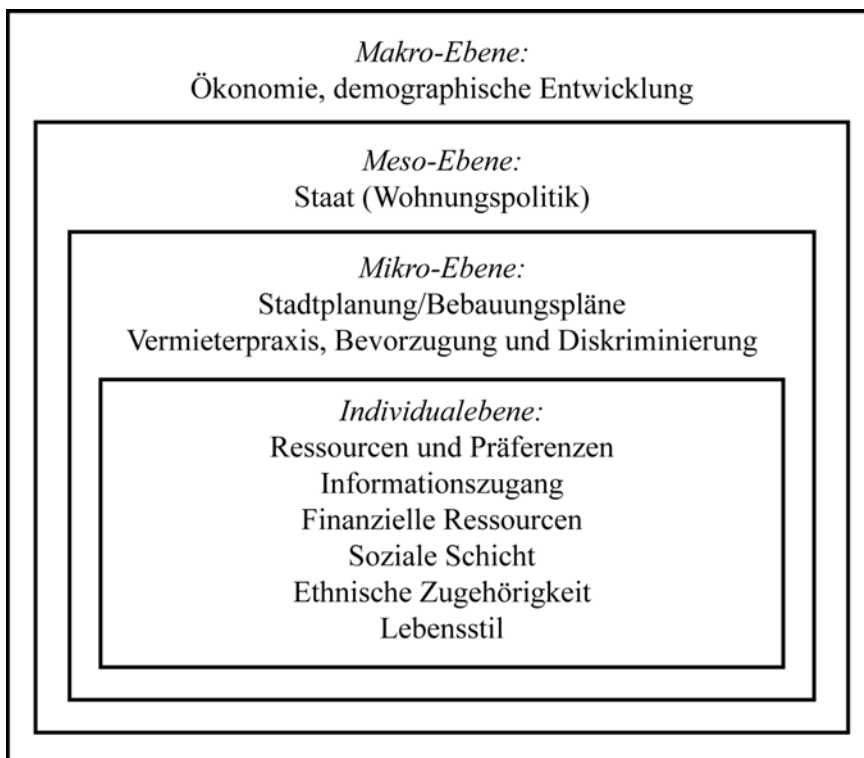 Makro-Ebene:
Ökonomie, demographische Entwicklung
Meso-Ebene:
Staat (Wohnungspolitik)
Mikro-Ebene:
Stadtplanung/Bebauungspläne
Vermieterpraxis, Bevorzugung und Diskriminierung
Individualebene:
Ressourcen und Präferenzen
Informationszugang
Finanzielle Ressourcen
Soziale Schicht
Ethnische Zugehörigkeit
Lebensstil